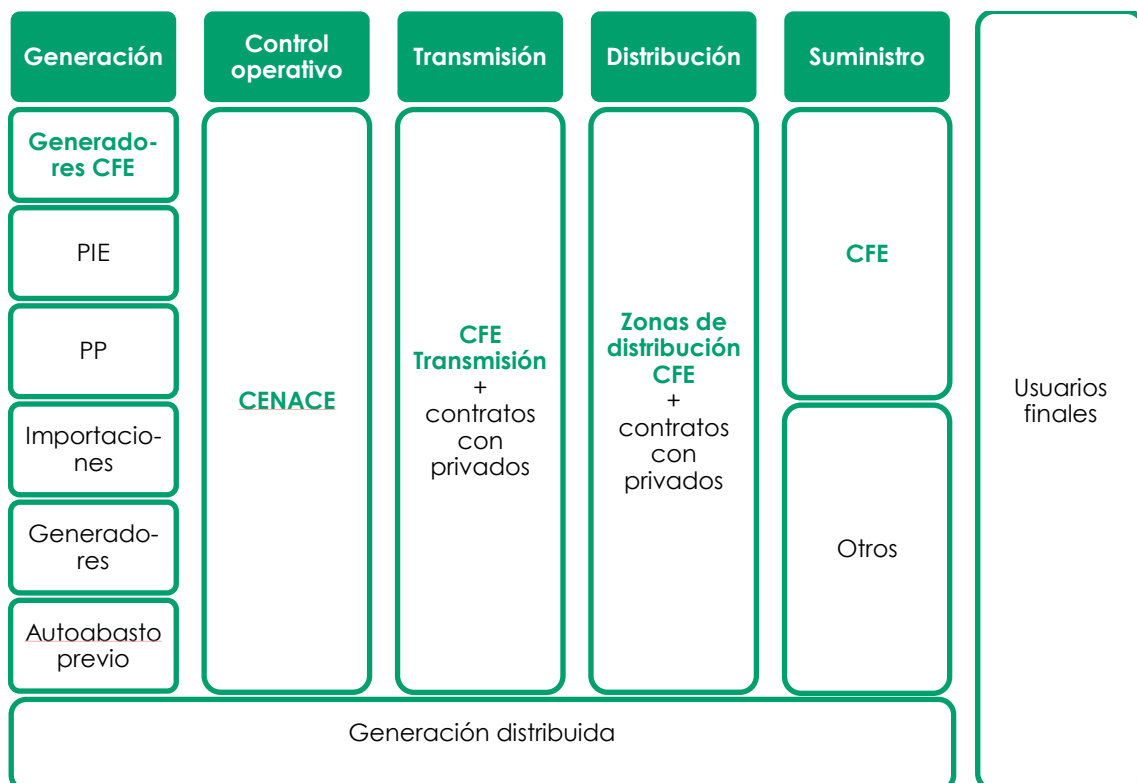 Generación
Control
operativo
Transmisión
Distribución
Suministro
Generado-
res CFE
PIE
PP
Importacio-
nes
Generado-
res
Autoabasto
previo
CENACE
CFE
Transmisión
+
contratos
con
privados
Zonas de
distribución
CFE
+
contratos
con
privados
CFE
Otros
Usuarios
finales
Generación distribuida